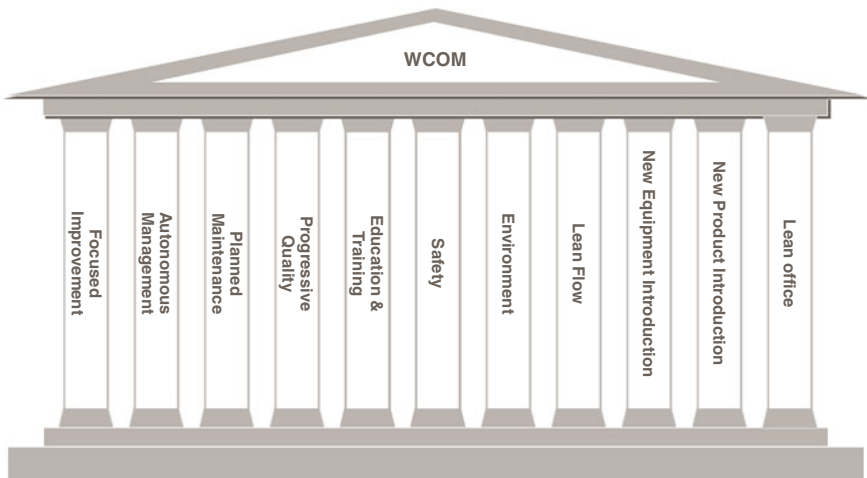 WCOM
Focused
Improvement
Autonomous
Management
Planned
Maintenance
Progressive
Quality
Education &
Training
Safety
Environment
Lean Flow
New Equipment Introduction
New Product Introduction
Lean office